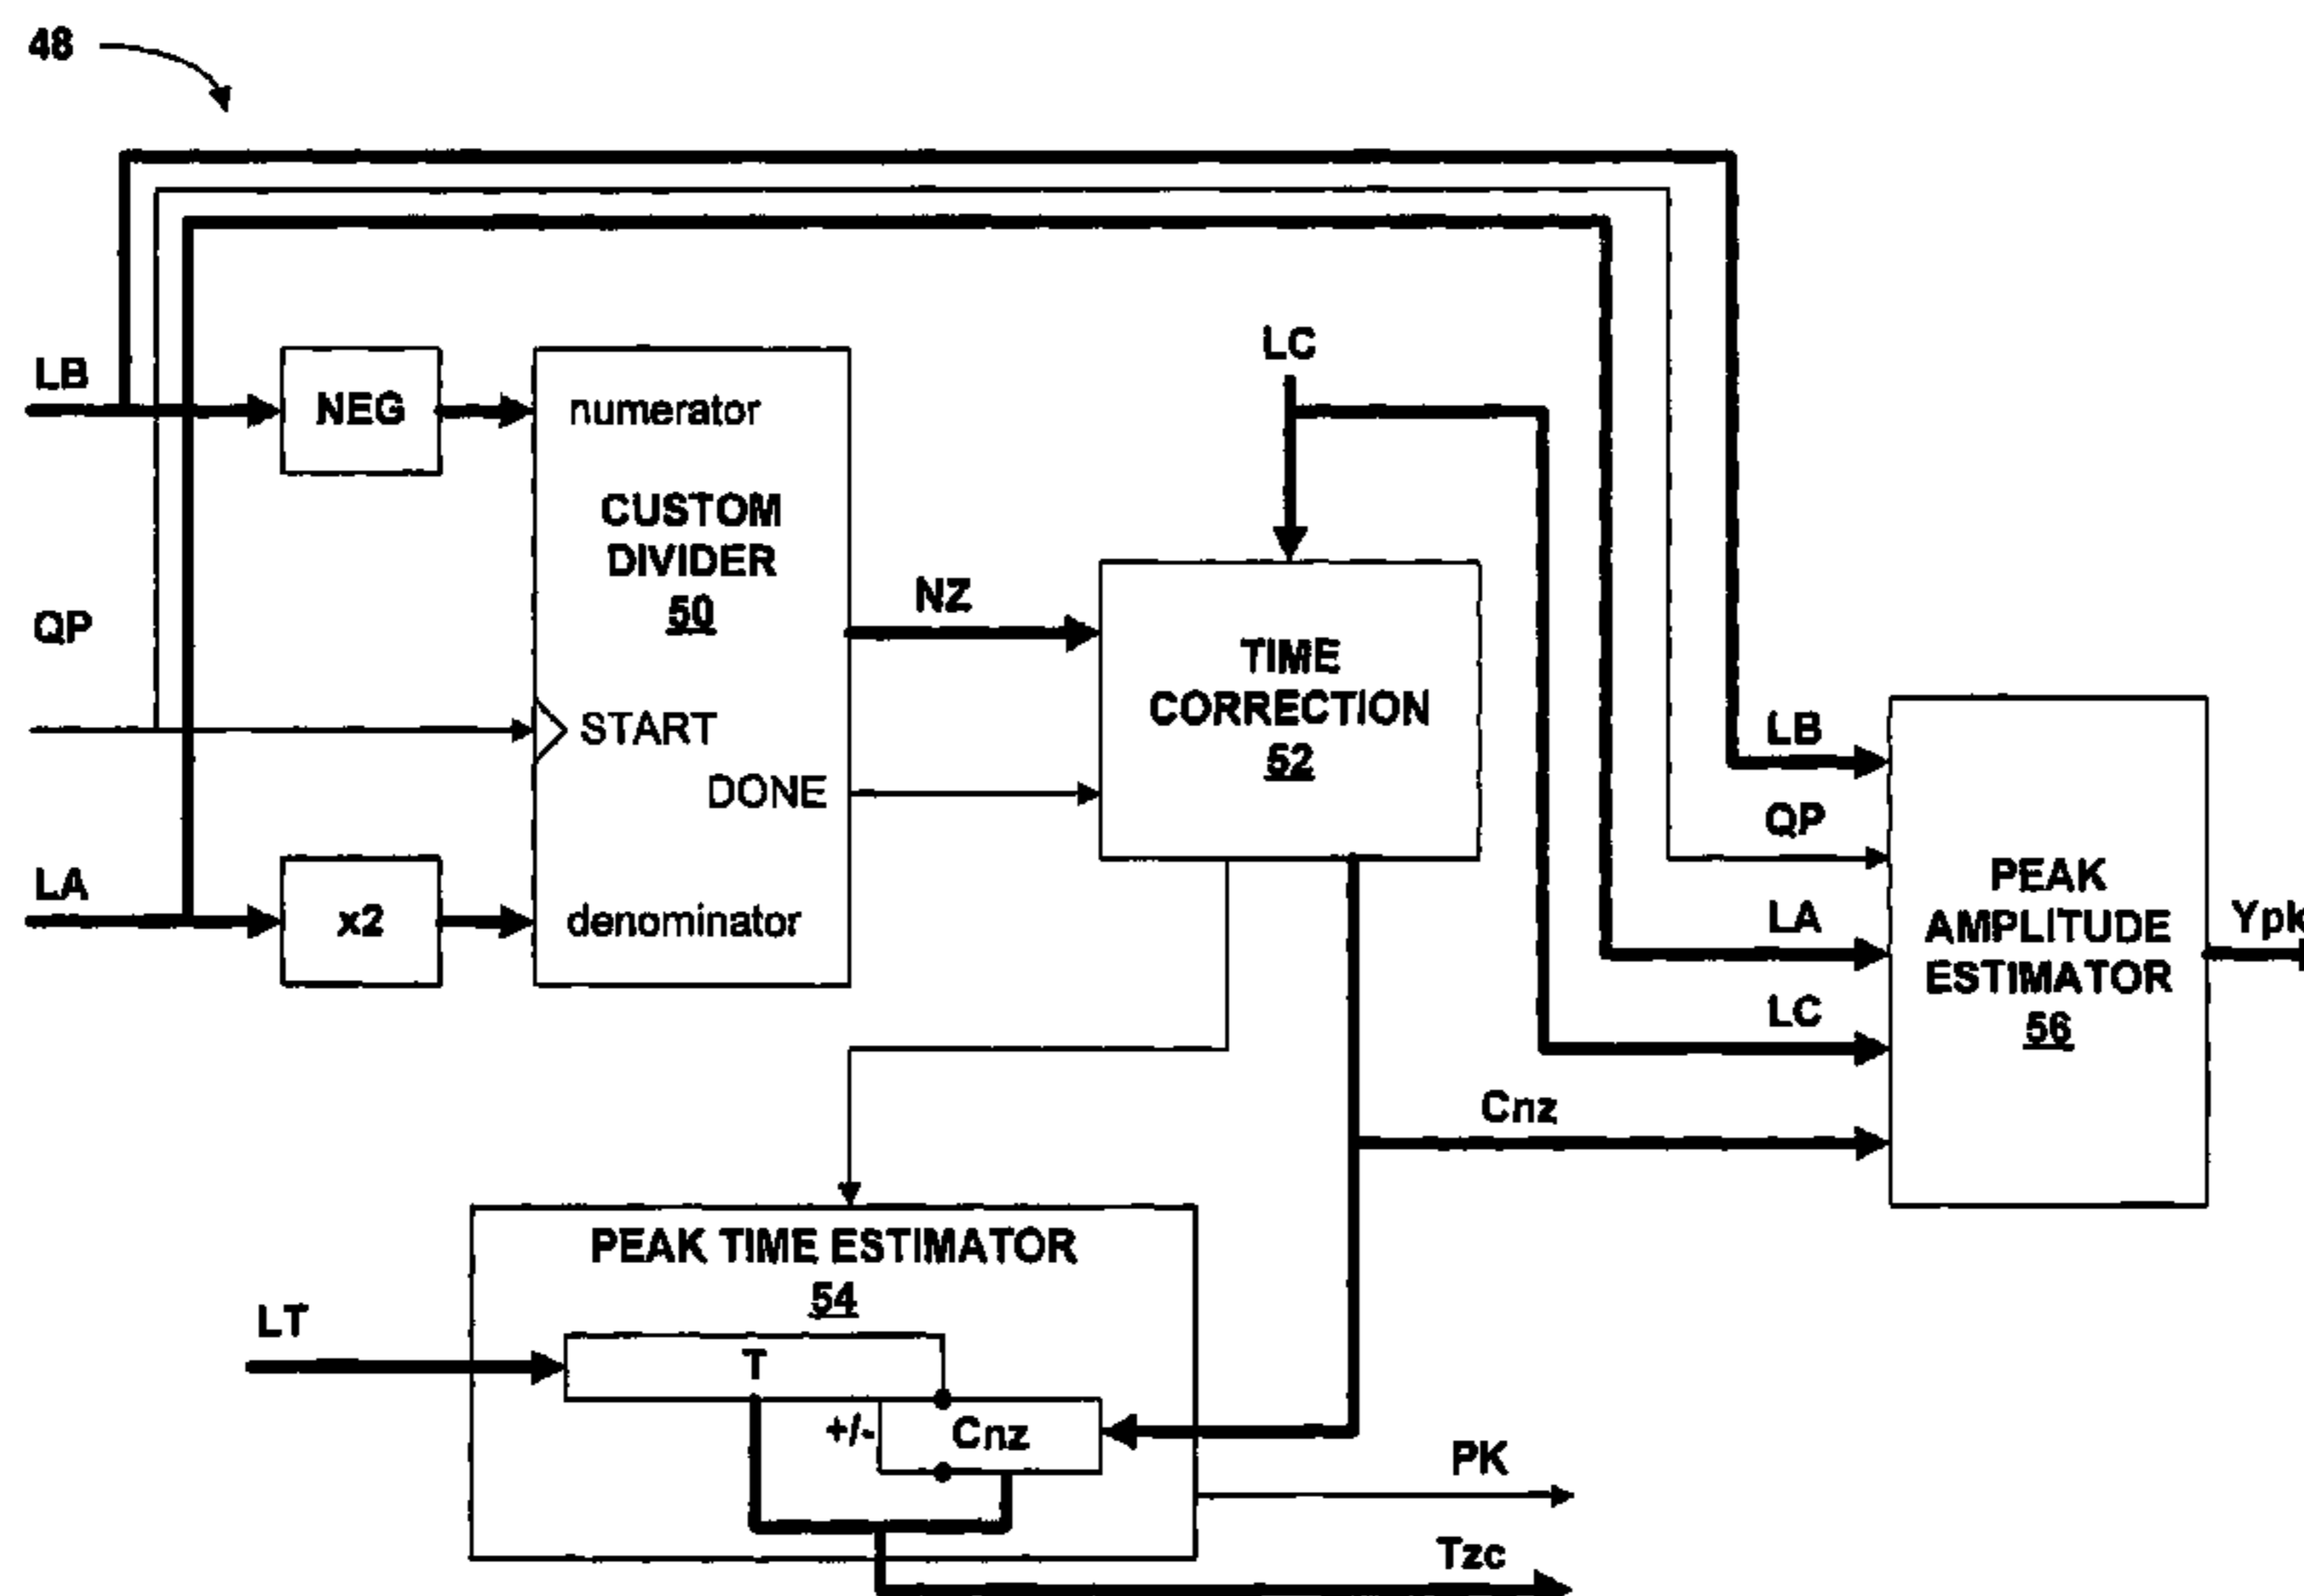 48
LB
NEG
numerator
CUSTOM
DIVIDER
50
QP
START
DONE
LA
x2
denominator
NZ
LC
TIME
CORRECTION
52
LB
QP
LA
LC
Cnz
PEAK
AMPLITUDE
ESTIMATOR
56
Ypk
PEAK TIME ESTIMATOR
54
LT
T
+/-
Cnz
PK
Tzc